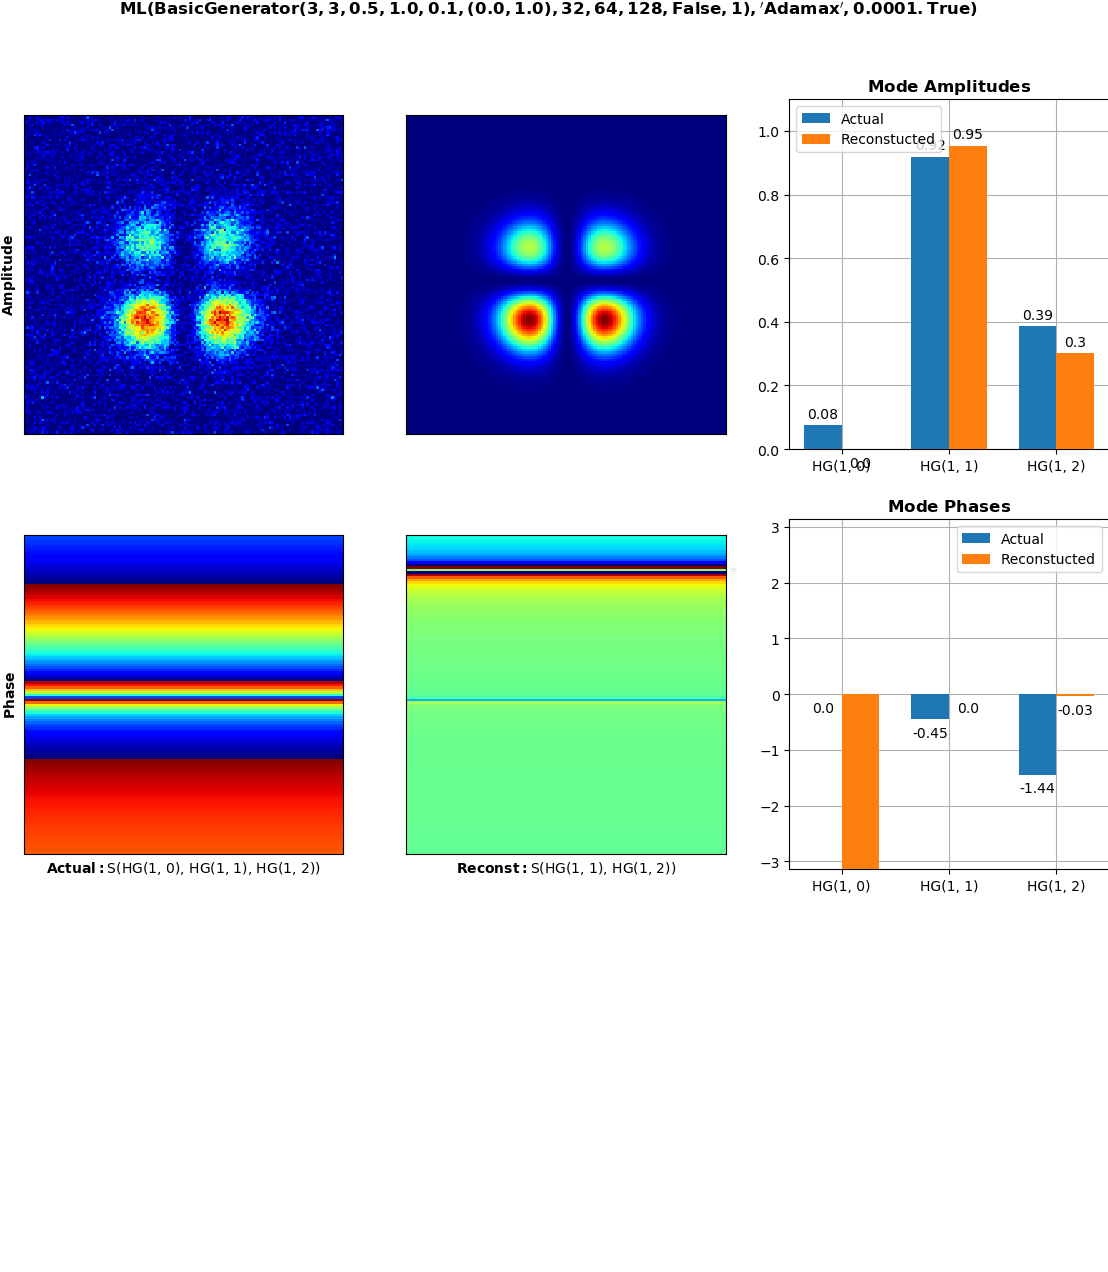 ML(BasicGenerator(3, 3, 0.5, 1.0, 0.1, (0.0, 1.0), 32, 64, 128, False, 1), ′Adamax′, 0.0001. True)
Mode Amplitudes
Actual
Reconstucted
1.0
0.8
0.6
0.4
0.2
0.0
0.08
0.0
0.92
0.95
0.39
0.3
HG(1, 0)
HG(1, 1)
HG(1, 2)
Amplitude
Mode Phases
Actual
Reconstucted
3
2
1
0
−1
−2
−3
0.0
-0.45
0.0
-1.44
-0.03
HG(1, 0)
HG(1, 1)
HG(1, 2)
Phase
Actual: S(HG(1, 0), HG(1, 1), HG(1, 2))
Reconst: S(HG(1, 1), HG(1, 2))